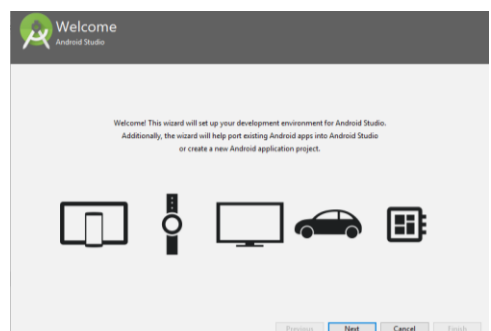 Welcome
Android Studio
Welcome! This wizard will set up your development environment for Android Studio.
Additionally, the wizard will help port existing Android apps into Android Studio
or create a new Android application project.
Previous Next Cancel Finish